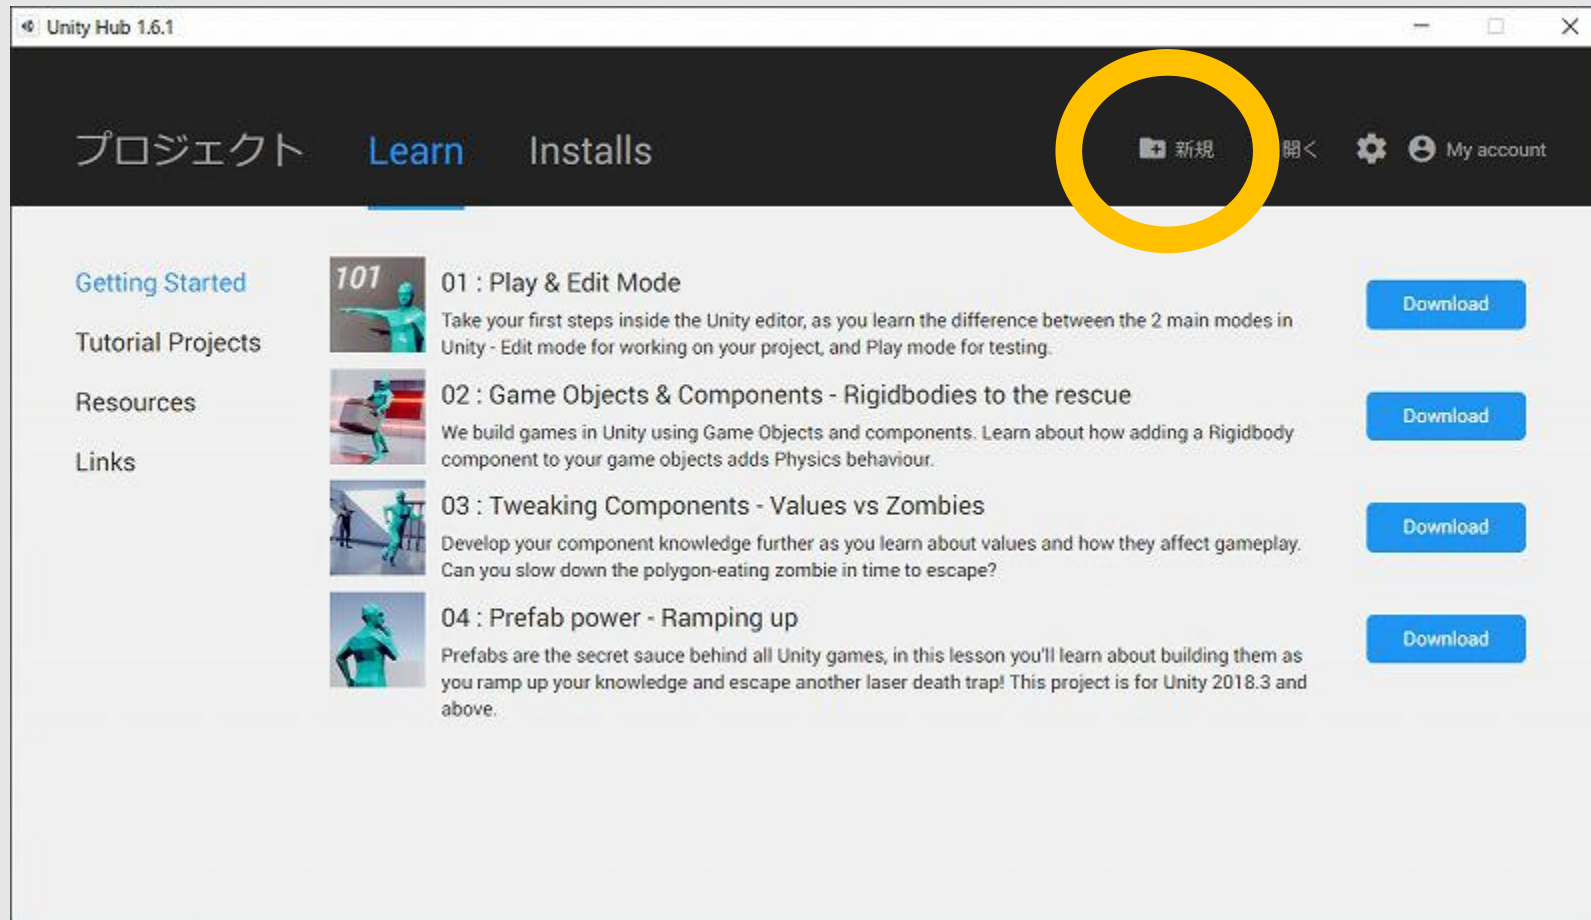 Unity Hub 1.6.1
プロジェクト Learn Installs 新規 開く My account
Getting Started
Tutorial Projects
Resources
Links
101
01 : Play & Edit Mode
Take your first steps inside the Unity editor, as you learn the difference between the 2 main modes in
Unity - Edit mode for working on your project, and Play mode for testing.
Download
02 : Game Objects & Components - Rigidbodies to the rescue
We build games in Unity using Game Objects and components. Learn about how adding a Rigidbody
component to your game objects adds Physics behaviour.
Download
03 : Tweaking Components - Values vs Zombies
Develop your component knowledge further as you learn about values and how they affect gameplay.
Can you slow down the polygon-eating zombie in time to escape?
Download
04 : Prefab power - Ramping up
Prefabs are the secret sauce behind all Unity games, in this lesson you'll learn about building them as
you ramp up your knowledge and escape another laser death trap! This project is for Unity 2018.3 and
above.
Download